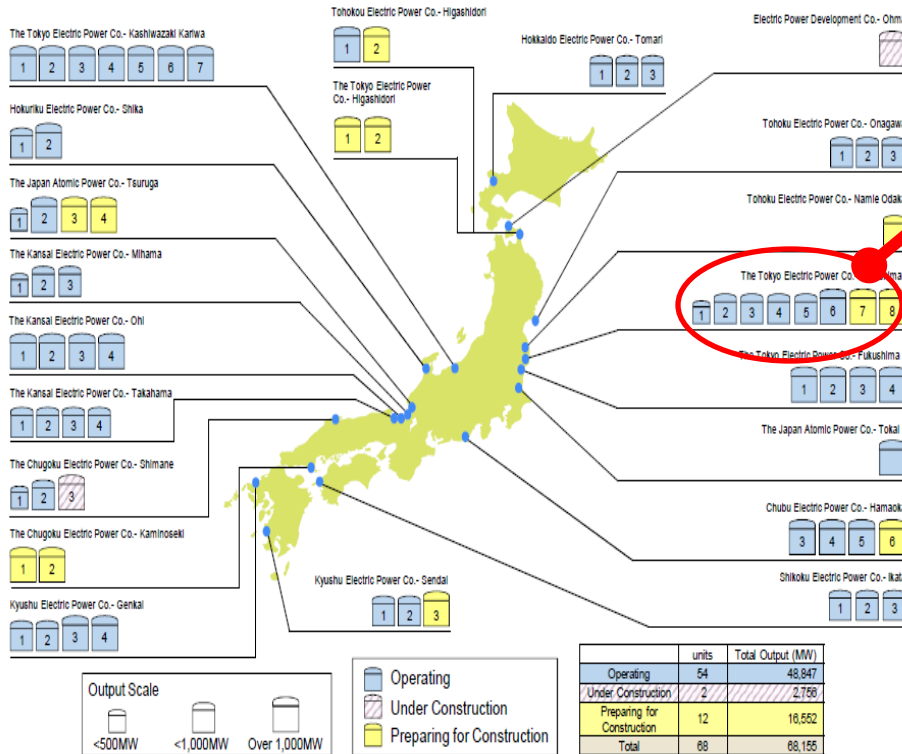 The Tokyo Electric Power Co.- Kashiwazaki Kariwa
1 2 3 4 5 6 7
Hokuriku Electric Power Co.- Shika
1 2
The Japan Atomic Power Co.- Tsuruga
1 2 3 4
The Kansai Electric Power Co.- Mihama
1 2 3
The Kansai Electric Power Co.- Ohi
1 2 3 4
The Kansai Electric Power Co.- Takahama
1 2 3 4
The Chugoku Electric Power Co.- Shimane
1 2 3
The Chugoku Electric Power Co.- Kaminoseki
1 2
Kyushu Electric Power Co.- Genkai
1 2 3 4
Tohokou Electric Power Co.- Higashidori
1 2
The Tokyo Electric Power
Co.- Higashidori
1 2
Hokkaido Electric Power Co.- Tomari
1 2 3
Kyushu Electric Power Co.- Sendai
1 2 3
Electric Power Development Co.- Ohma
Tohoku Electric Power Co.- Onagawa
1 2 3
Tohoku Electric Power Co.- Namie Odaka
The Tokyo Electric Power Co.
1 2 3 4 5 6 7 8
The Tokyo Electric Power Co.- Fukushima
1 2 3 4
The Japan Atomic Power Co.- Tokai
Chubu Electric Power Co.- Hamaoka
3 4 5 6
Shikoku Electric Power Co.- Ikata
1 2 3
Output Scale
<500MW <1,000MW Over 1,000MW
Operating
Under Construction
Preparing for Construction
units Total Output (MW)
Operating 54 48,847
Under Construction 2 2,756
Preparing for
Construction 12 16,552
Total 68 68,155